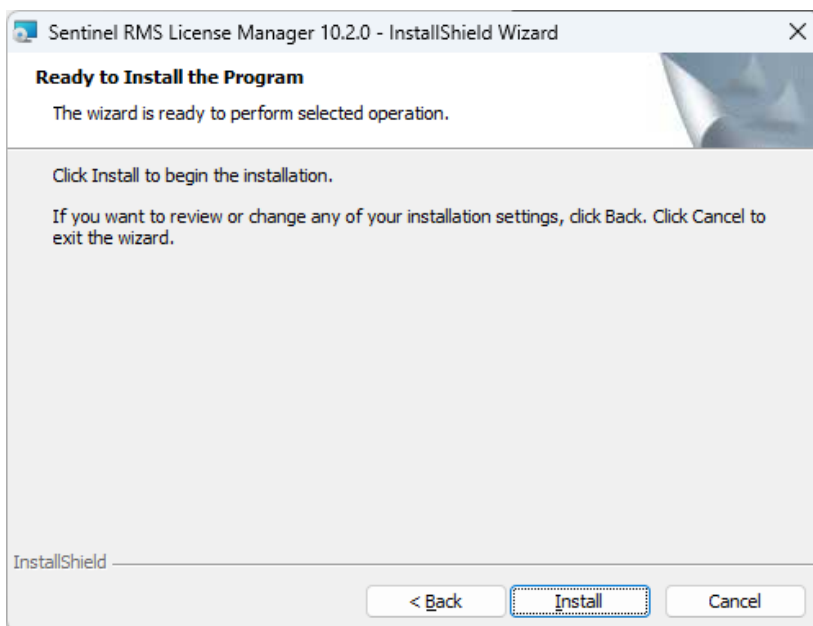 Sentinel RMS License Manager 10.2.0 - InstallShield Wizard
Ready to Install the Program
The wizard is ready to perform selected operation.
Click Install to begin the installation.
If you want to review or change any of your installation settings, click Back. Click Cancel to
exit the wizard.
InstallShield
< Back Install Cancel